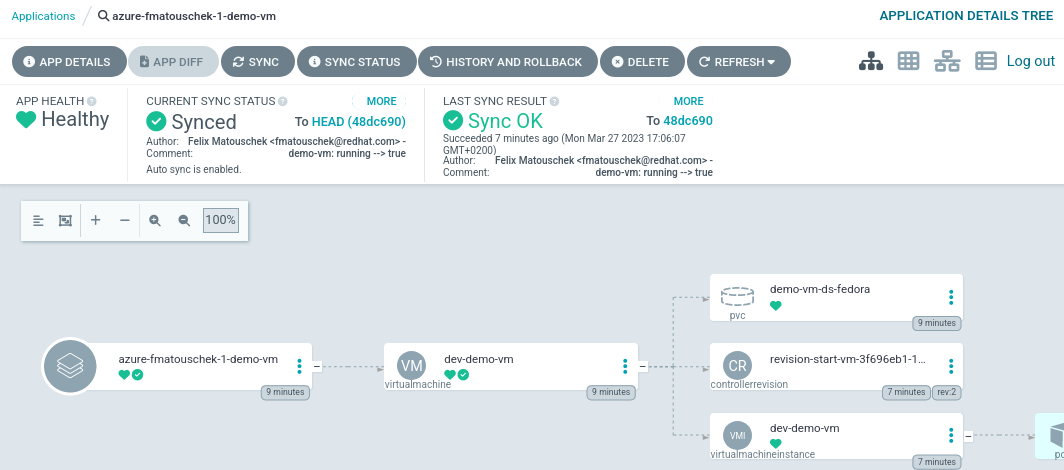 Applications / azure-fmatouschek-1-demo-vm
APPLICATION DETAILS TREE
APP DETAILS APP DIFF SYNC SYNC STATUS HISTORY AND ROLLBACK DELETE REFRESH
Log out
APP HEALTH
Healthy
CURRENT SYNC STATUS MORE
Synced To HEAD (48dc690)
Author: Felix Matouschek <fmatouschek@redhat.com> -
Comment: demo-vm: running --> true
Auto sync is enabled.
LAST SYNC RESULT MORE
Sync OK To 48dc690
Succeeded 7 minutes ago (Mon Mar 27 2023 17:06:07
GMT+0200)
Author: Felix Matouschek <fmatouschek@redhat.com> -
Comment: demo-vm: running --> true
100%
demo-vm-ds-fedora
pvc
9 minutes
azure-fmatouschek-1-demo-vm
9 minutes
VM
dev-demo-vm
virtualmachine
9 minutes
CR
revision-start-vm-3f696eb1-1...
controllerrevision
7 minutes rev:2
VMI
dev-demo-vm
virtualmachineinstance
7 minutes